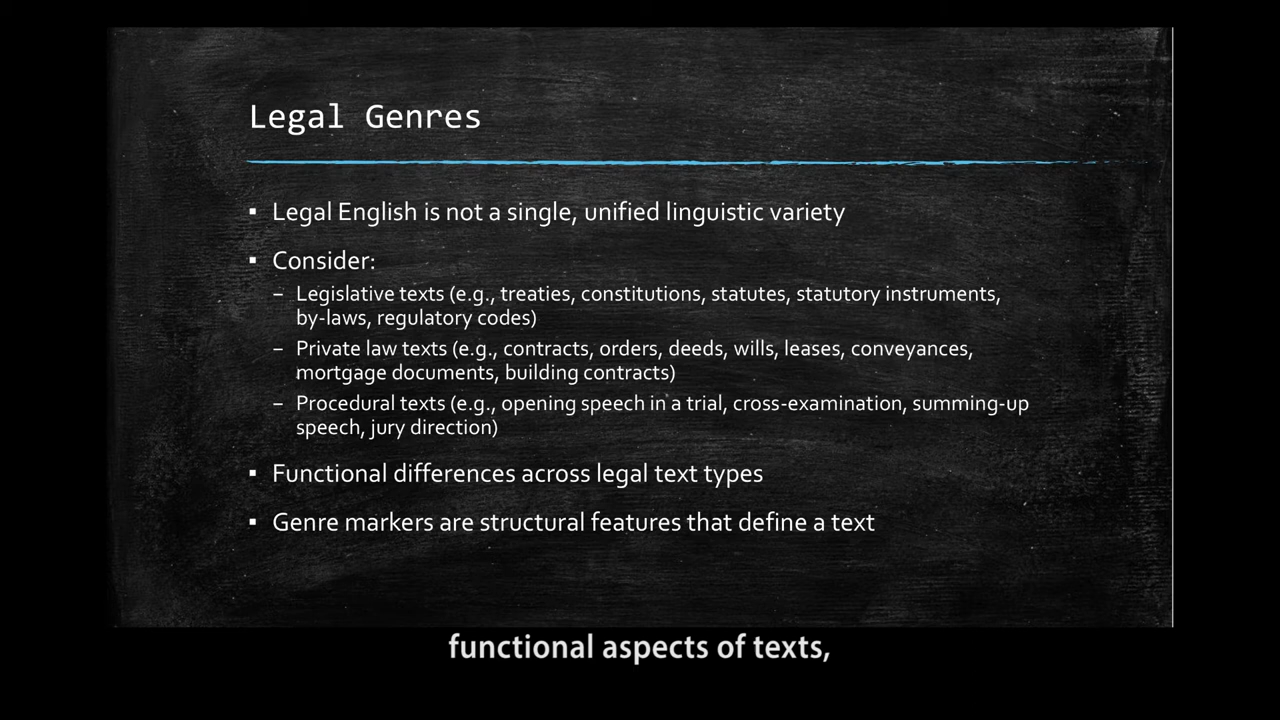 Legal Genres
▪ Legal English is not a single, unified linguistic variety
▪ Consider:
– Legislative texts (e.g., treaties, constitutions, statutes, statutory instruments,
by-laws, regulatory codes)
– Private law texts (e.g., contracts, orders, deeds, wills, leases, conveyances,
mortgage documents, building contracts)
– Procedural texts (e.g., opening speech in a trial, cross-examination, summing-up
speech, jury direction)
▪ Functional differences across legal text types
▪ Genre markers are structural features that define a text
functional aspects of texts,